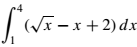 ∫₁⁴ (√x − x + 2) dx